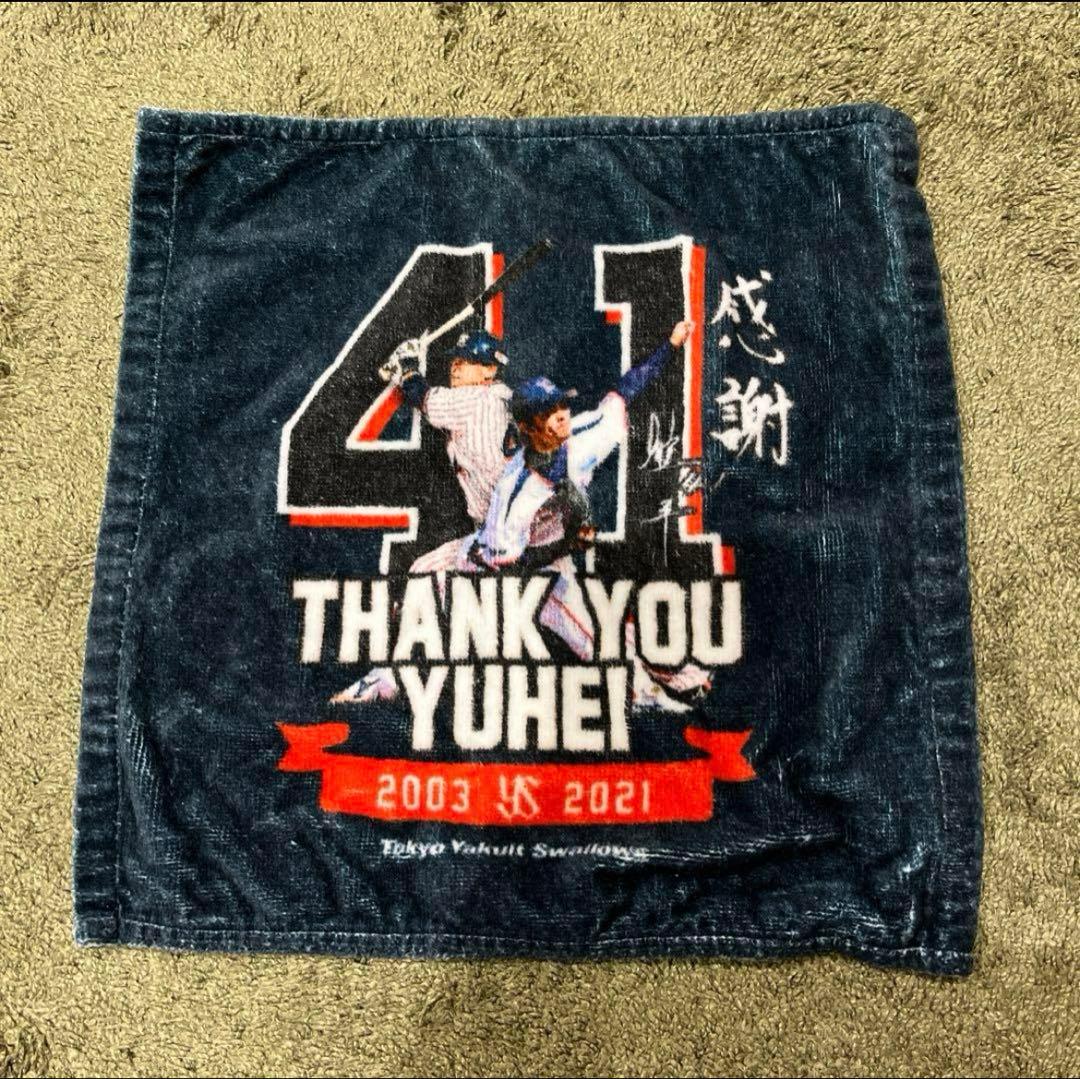 41
感謝
THANK YOU
YUHEI
2003 YS 2021
Tokyo Yakult Swallows